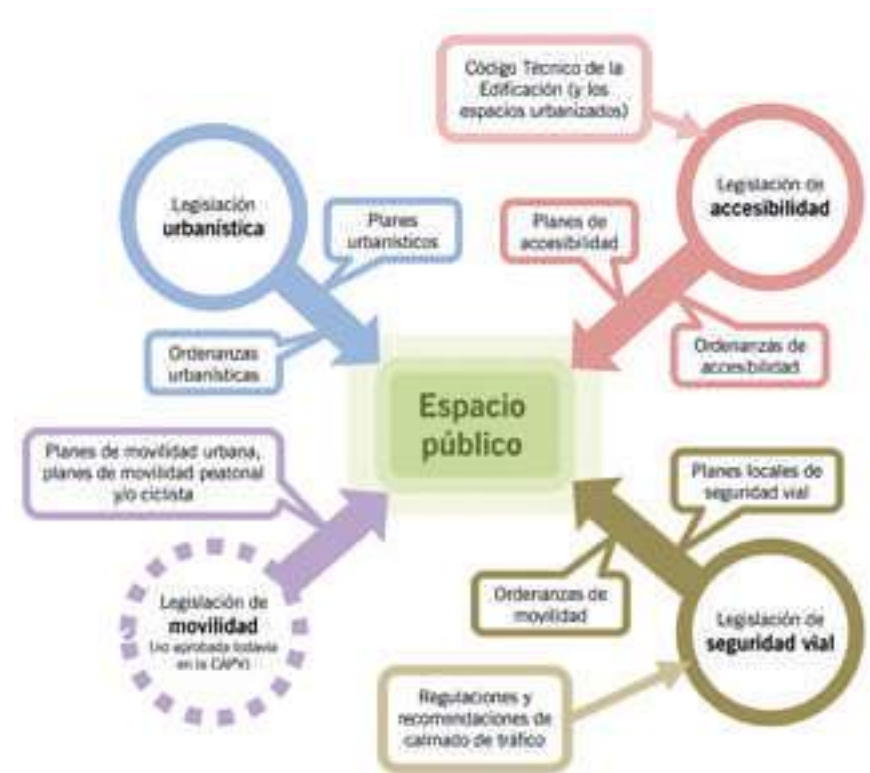 Código Técnico de la
Edificación (y los
espacios urbanizados)
Legislación
urbanística
Planes
urbanísticos
Planes de
accesibilidad
Legislación de
accesibilidad
Ordenanzas
urbanísticas
Ordenanzas de
accesibilidad
Espacio
público
Planes de movilidad urbana,
planes de movilidad peatonal
y/o ciclista
Planes locales de
seguridad vial
Legislación de
movilidad
(no aprobada todavía
en la CAPV)
Ordenanzas de
movilidad
Legislación de
seguridad vial
Regulaciones y
recomendaciones de
calmado de tráfico